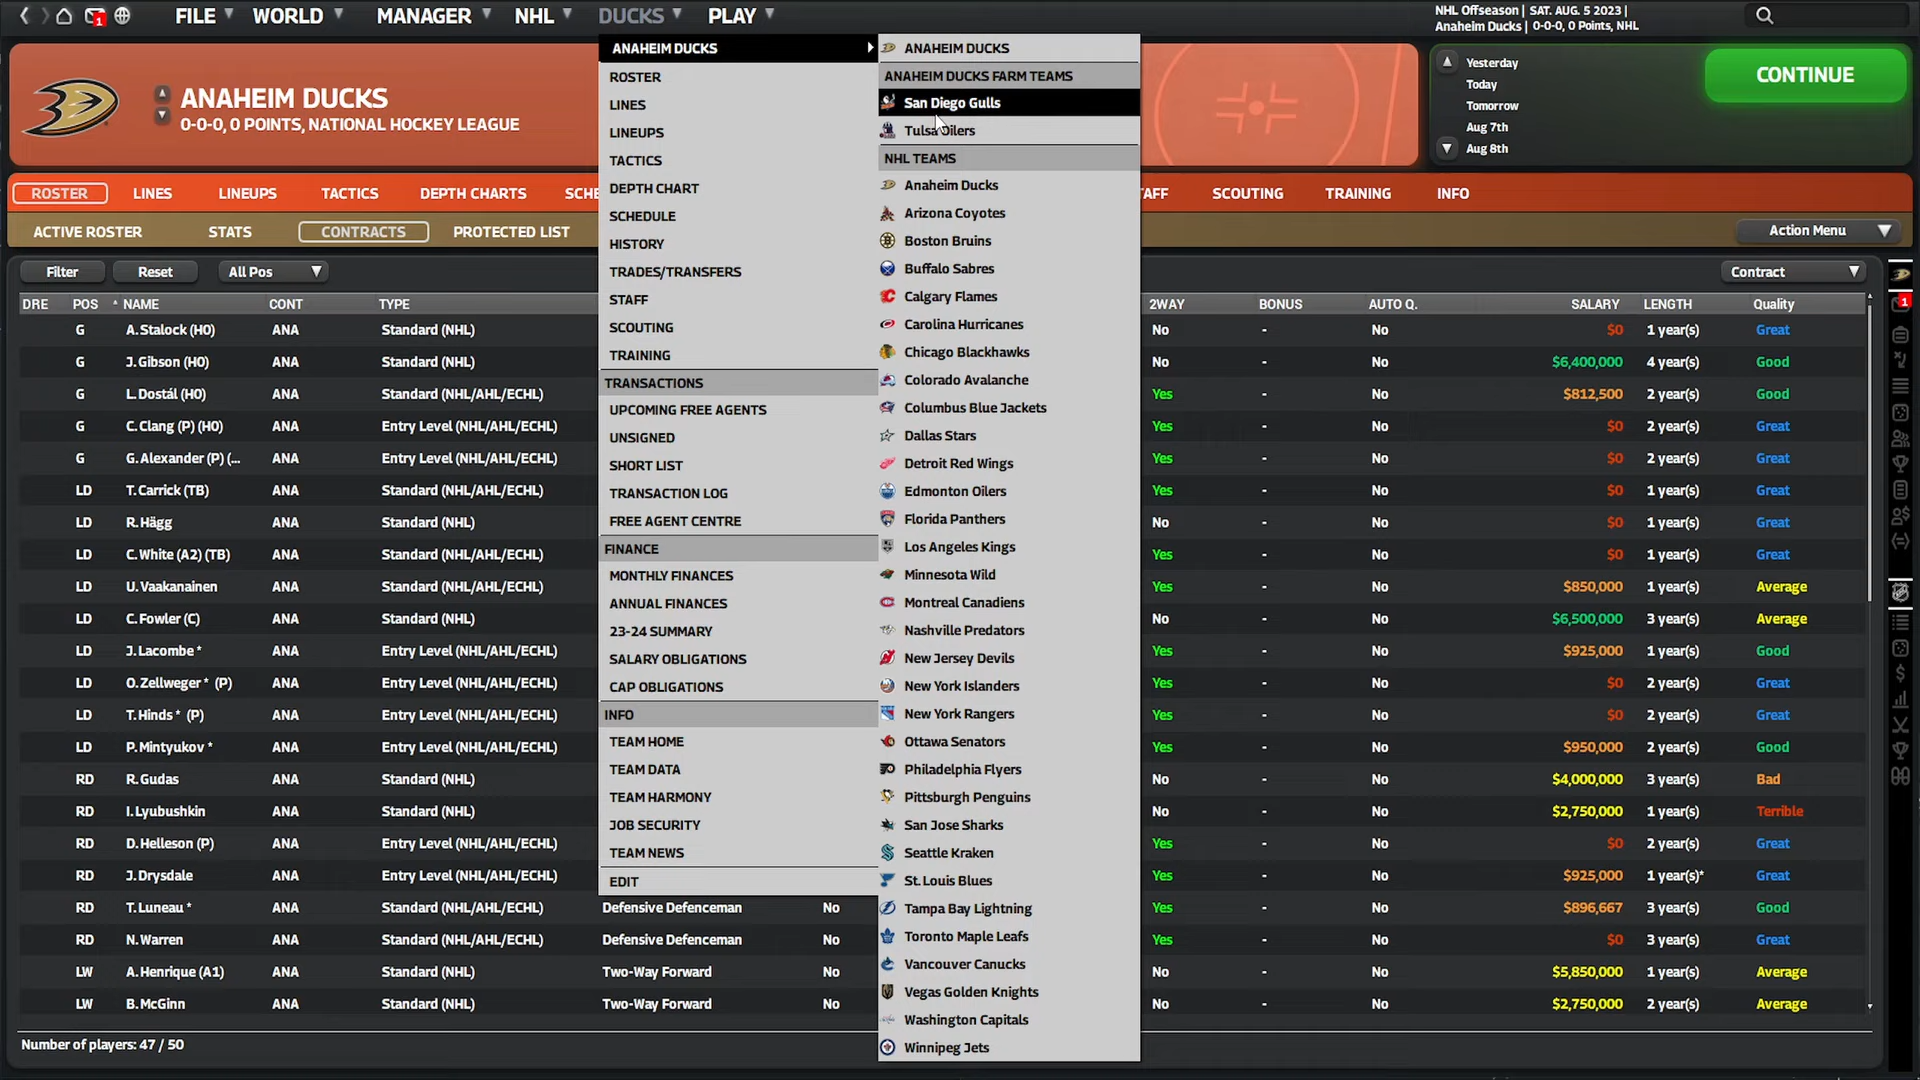 1
FILE WORLD MANAGER NHL DUCKS PLAY
NHL Offseason | SAT. AUG. 5 2023 |
Anaheim Ducks | 0-0-0, 0 Points, NHL
ANAHEIM DUCKS
0-0-0, 0 POINTS, NATIONAL HOCKEY LEAGUE
Yesterday
Today
Tomorrow
Aug 7th
Aug 8th
CONTINUE
ROSTER LINES LINEUPS TACTICS DEPTH CHARTS SCHE AFF SCOUTING TRAINING INFO
ACTIVE ROSTER STATS CONTRACTS PROTECTED LIST Action Menu
Filter Reset All Pos Contract
ANAHEIM DUCKS
ROSTER
LINES
LINEUPS
TACTICS
DEPTH CHART
SCHEDULE
HISTORY
TRADES/TRANSFERS
STAFF
SCOUTING
TRAINING
TRANSACTIONS
UPCOMING FREE AGENTS
UNSIGNED
SHORT LIST
TRANSACTION LOG
FREE AGENT CENTRE
FINANCE
MONTHLY FINANCES
ANNUAL FINANCES
23-24 SUMMARY
SALARY OBLIGATIONS
CAP OBLIGATIONS
INFO
TEAM HOME
TEAM DATA
TEAM HARMONY
JOB SECURITY
TEAM NEWS
EDIT
ANAHEIM DUCKS
ANAHEIM DUCKS FARM TEAMS
San Diego Gulls
Tulsa Oilers
NHL TEAMS
Anaheim Ducks
Arizona Coyotes
Boston Bruins
Buffalo Sabres
Calgary Flames
Carolina Hurricanes
Chicago Blackhawks
Colorado Avalanche
Columbus Blue Jackets
Dallas Stars
Detroit Red Wings
Edmonton Oilers
Florida Panthers
Los Angeles Kings
Minnesota Wild
Montreal Canadiens
Nashville Predators
New Jersey Devils
New York Islanders
New York Rangers
Ottawa Senators
Philadelphia Flyers
Pittsburgh Penguins
San Jose Sharks
Seattle Kraken
St. Louis Blues
Tampa Bay Lightning
Toronto Maple Leafs
Vancouver Canucks
Vegas Golden Knights
Washington Capitals
Winnipeg Jets
DRE POS NAME CONT TYPE 2WAY BONUS AUTO Q. SALARY LENGTH Quality
G A. Stalock (H0) ANA Standard (NHL) No - No $0 1 year(s) Great
G J. Gibson (H0) ANA Standard (NHL) No - No $6,400,000 4 year(s) Good
G L. Dostál (H0) ANA Standard (NHL/AHL/ECHL) Yes - No $812,500 2 year(s) Good
G C. Clang (P) (H0) ANA Entry Level (NHL/AHL/ECHL) Yes - No $0 2 year(s) Great
G G. Alexander (P) (... ANA Entry Level (NHL/AHL/ECHL) Yes - No $0 2 year(s) Great
LD T. Carrick (TB) ANA Standard (NHL/AHL/ECHL) Yes - No $0 1 year(s) Great
LD R. Hägg ANA Standard (NHL) No - No $0 1 year(s) Great
LD C. White (A2) (TB) ANA Standard (NHL/AHL/ECHL) Yes - No $0 1 year(s) Great
LD U. Vaakanainen ANA Standard (NHL/AHL/ECHL) Yes - No $850,000 1 year(s) Average
LD C. Fowler (C) ANA Standard (NHL) No - No $6,500,000 3 year(s) Average
LD J. Lacombe * ANA Entry Level (NHL/AHL/ECHL) Yes - No $925,000 1 year(s) Good
LD O. Zellweger * (P) ANA Entry Level (NHL/AHL/ECHL) Yes - No $0 2 year(s) Great
LD T. Hinds * (P) ANA Entry Level (NHL/AHL/ECHL) Yes - No $0 2 year(s) Great
LD P. Mintyukov * ANA Entry Level (NHL/AHL/ECHL) Yes - No $950,000 2 year(s) Good
RD R. Gudas ANA Standard (NHL) No - No $4,000,000 3 year(s) Bad
RD I. Lyubushkin ANA Standard (NHL) No - No $2,750,000 1 year(s) Terrible
RD D. Helleson (P) ANA Entry Level (NHL/AHL/ECHL) Yes - No $0 2 year(s) Great
RD J. Drysdale ANA Entry Level (NHL/AHL/ECHL) Yes - No $925,000 1 year(s)* Great
RD T. Luneau * ANA Standard (NHL/AHL/ECHL) Defensive Defenceman No Yes - No $896,667 3 year(s) Good
RD N. Warren ANA Standard (NHL/AHL/ECHL) Defensive Defenceman No Yes - No $0 3 year(s) Great
LW A. Henrique (A1) ANA Standard (NHL) Two-Way Forward No No - No $5,850,000 1 year(s) Average
LW B. McGinn ANA Standard (NHL) Two-Way Forward No No - No $2,750,000 2 year(s) Average
Number of players: 47 / 50
1